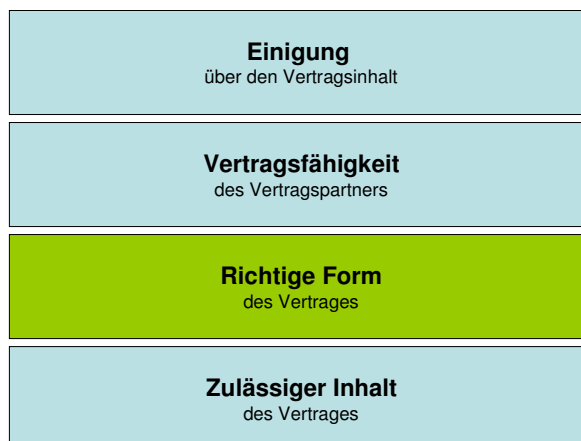 Einigung
über den Vertragsinhalt
Vertragsfähigkeit
des Vertragspartners
Richtige Form
des Vertrages
Zulässiger Inhalt
des Vertrages